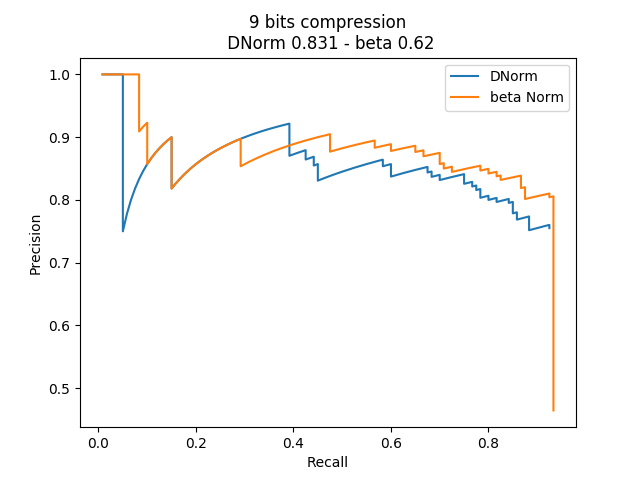 9 bits compression
DNorm 0.831 - beta 0.62
DNorm
beta Norm
1.0
0.9
0.8
0.7
0.6
0.5
Precision
0.0 0.2 0.4 0.6 0.8
Recall